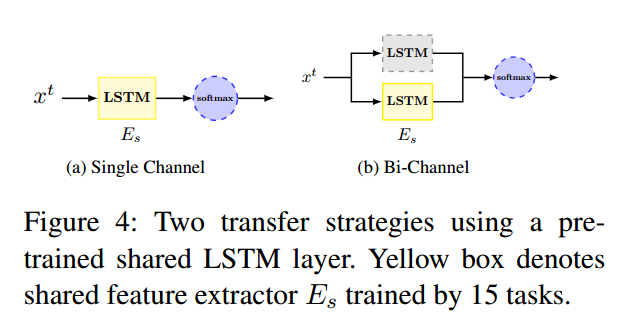 x^t LSTM softmax
E_s
(a) Single Channel
x^t LSTM
LSTM softmax
E_s
(b) Bi-Channel
Figure 4: Two transfer strategies using a pre-
trained shared LSTM layer. Yellow box denotes
shared feature extractor E_s trained by 15 tasks.